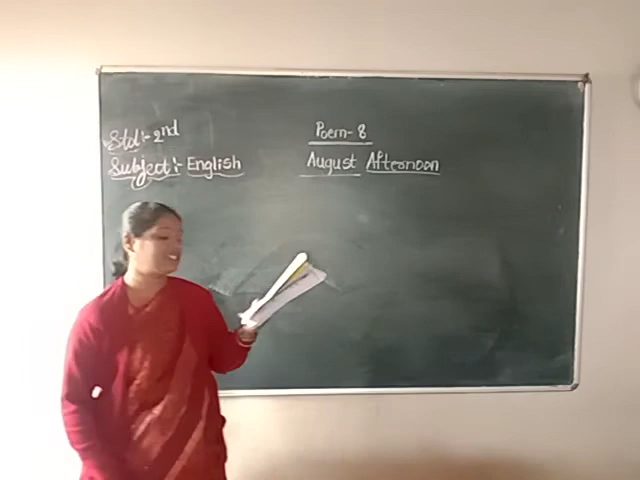 Std:- 2nd
Subject:- English
Poem- 8
August Afternoon